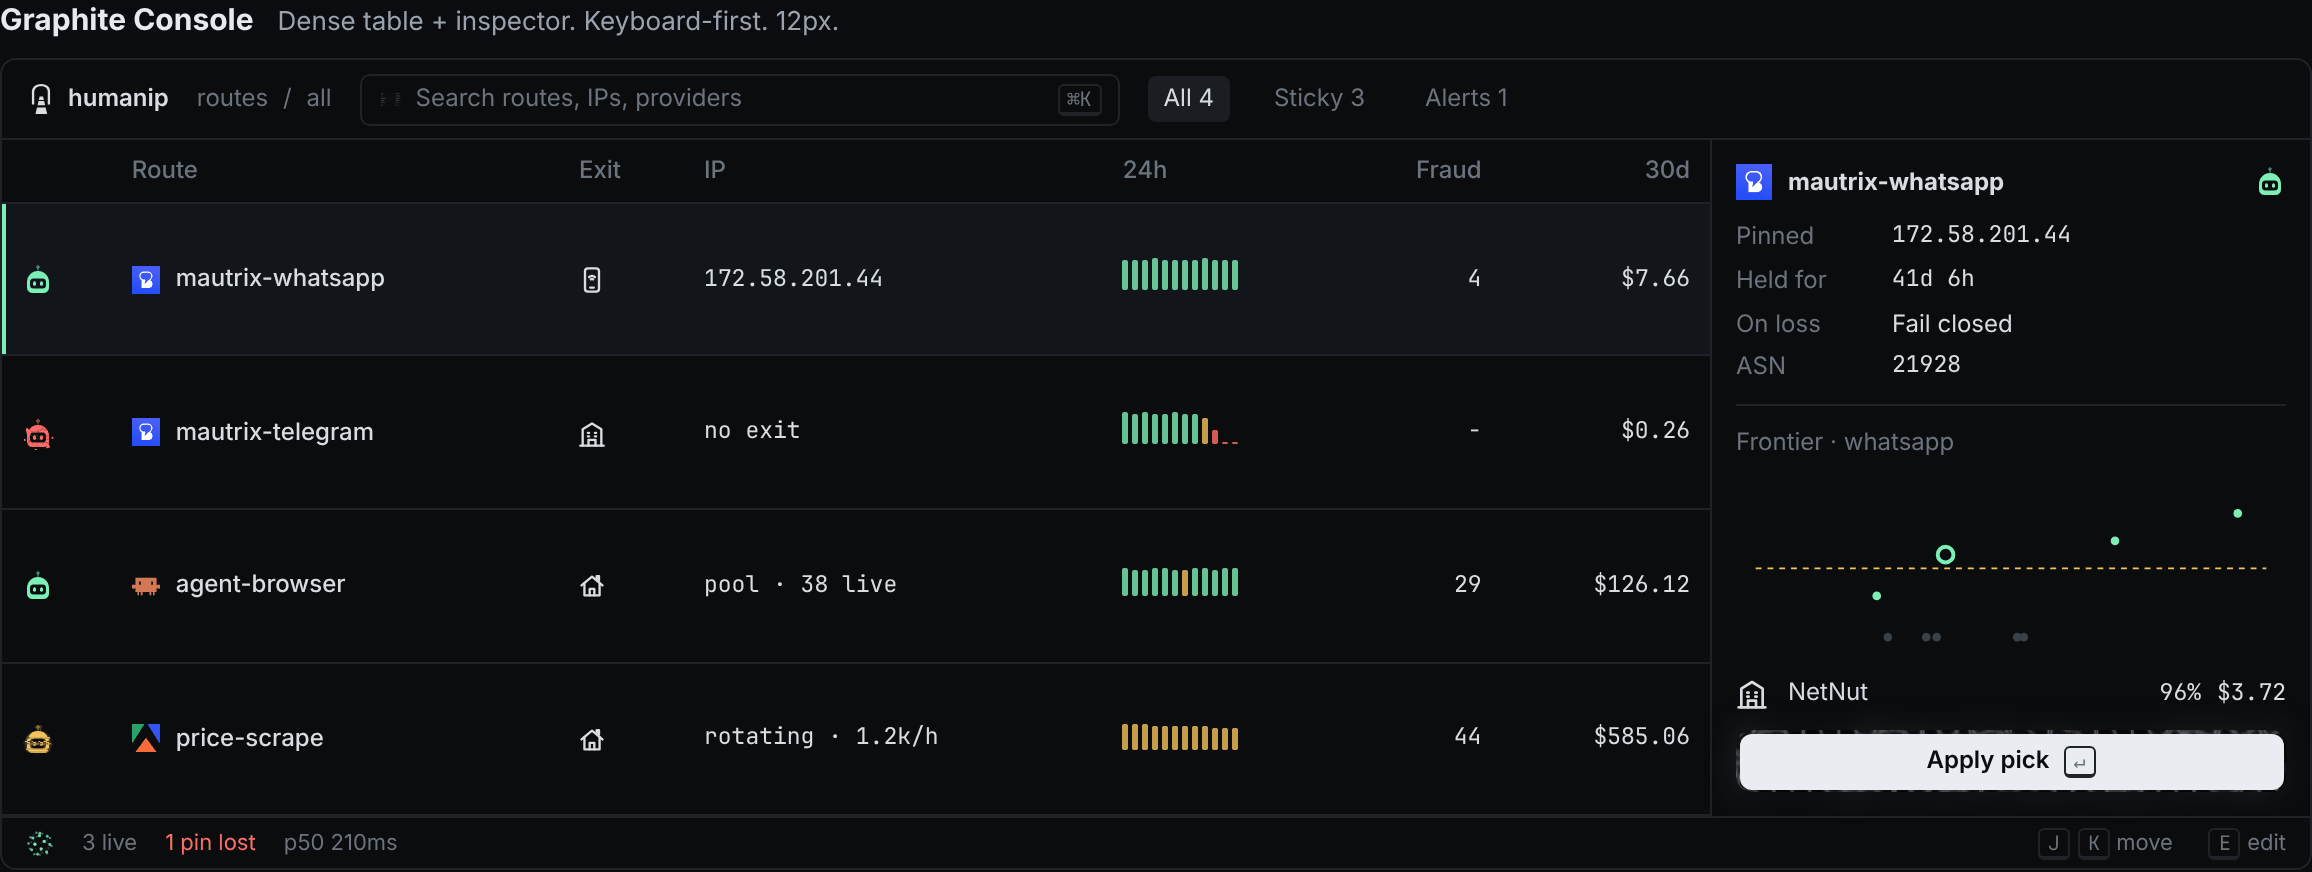 Graphite Console Dense table + inspector. Keyboard-first. 12px.
humanip routes / all Search routes, IPs, providers ⌘K All 4 Sticky 3 Alerts 1
Route Exit IP 24h Fraud 30d
mautrix-whatsapp 172.58.201.44 4 $7.66
mautrix-telegram no exit - $0.26
agent-browser pool · 38 live 29 $126.12
price-scrape rotating · 1.2k/h 44 $585.06
mautrix-whatsapp
Pinned 172.58.201.44
Held for 41d 6h
On loss Fail closed
ASN 21928
Frontier · whatsapp
NetNut 96% $3.72
Apply pick ↵
3 live 1 pin lost p50 210ms J K move E edit